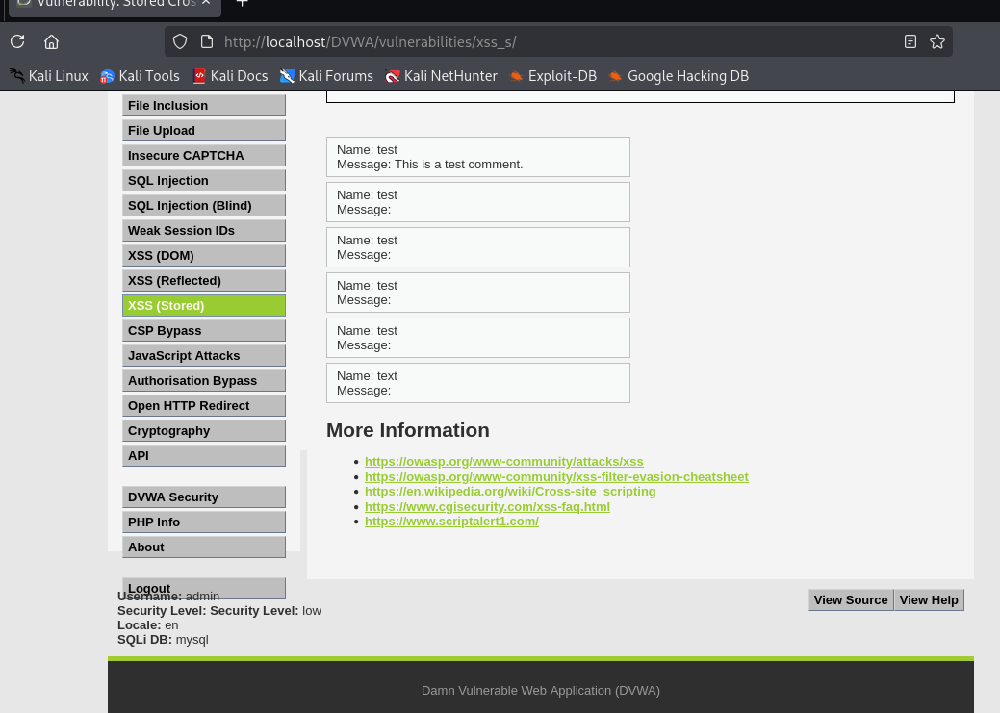 Vulnerability: Stored Cros
http://localhost/DVWA/vulnerabilities/xss_s/
Kali Linux Kali Tools Kali Docs Kali Forums Kali NetHunter Exploit-DB Google Hacking DB
File Inclusion
File Upload
Insecure CAPTCHA
SQL Injection
SQL Injection (Blind)
Weak Session IDs
XSS (DOM)
XSS (Reflected)
XSS (Stored)
CSP Bypass
JavaScript Attacks
Authorisation Bypass
Open HTTP Redirect
Cryptography
API
DVWA Security
PHP Info
About
Logout
Name: test
Message: This is a test comment.
Name: test
Message:
Name: test
Message:
Name: test
Message:
Name: test
Message:
Name: text
Message:
More Information
https://owasp.org/www-community/attacks/xss
https://owasp.org/www-community/xss-filter-evasion-cheatsheet
https://en.wikipedia.org/wiki/Cross-site_scripting
https://www.cgisecurity.com/xss-faq.html
https://www.scriptalert1.com/
Username: admin
Security Level: Security Level: low
Locale: en
SQLi DB: mysql
View Source View Help
Damn Vulnerable Web Application (DVWA)